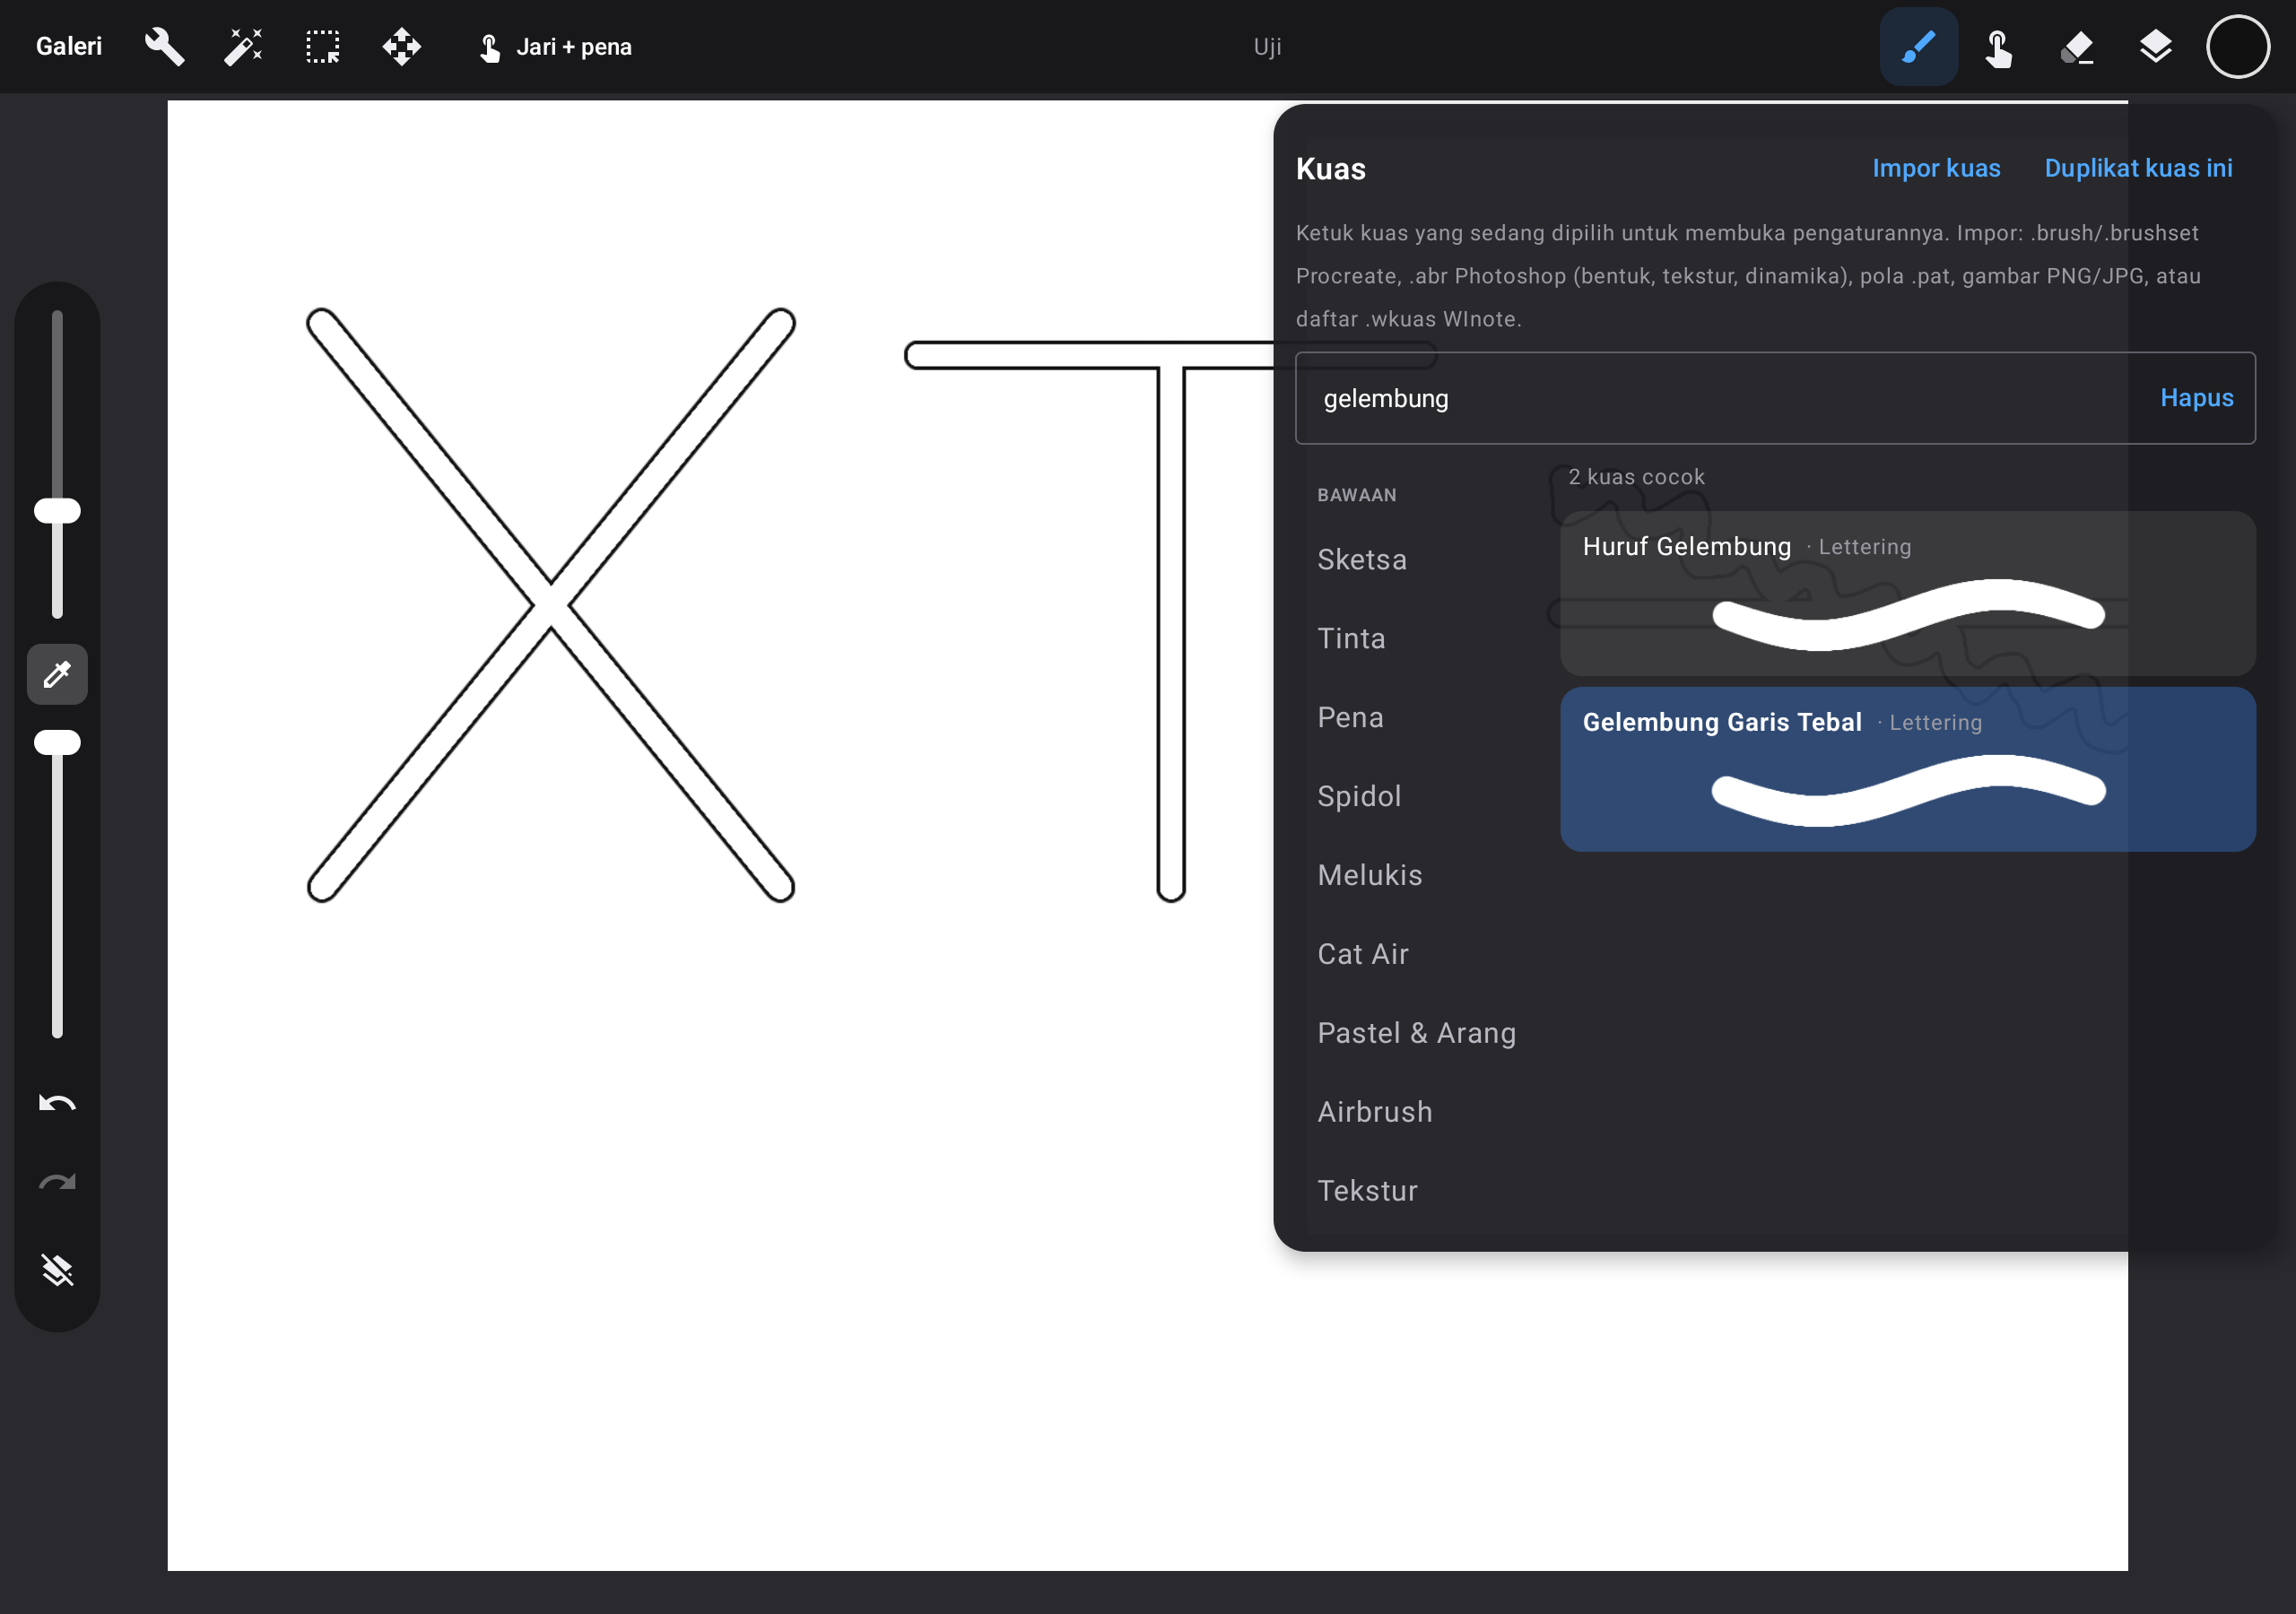 Galeri
Jari + pena
Uji
Kuas
Impor kuas
Duplikat kuas ini
Ketuk kuas yang sedang dipilih untuk membuka pengaturannya. Impor: .brush/.brushset
Procreate, .abr Photoshop (bentuk, tekstur, dinamika), pola .pat, gambar PNG/JPG, atau
daftar .wkuas WInote.
gelembung
Hapus
BAWAAN
Sketsa
Tinta
Pena
Spidol
Melukis
Cat Air
Pastel & Arang
Airbrush
Tekstur
2 kuas cocok
Huruf Gelembung · Lettering
Gelembung Garis Tebal · Lettering
X T